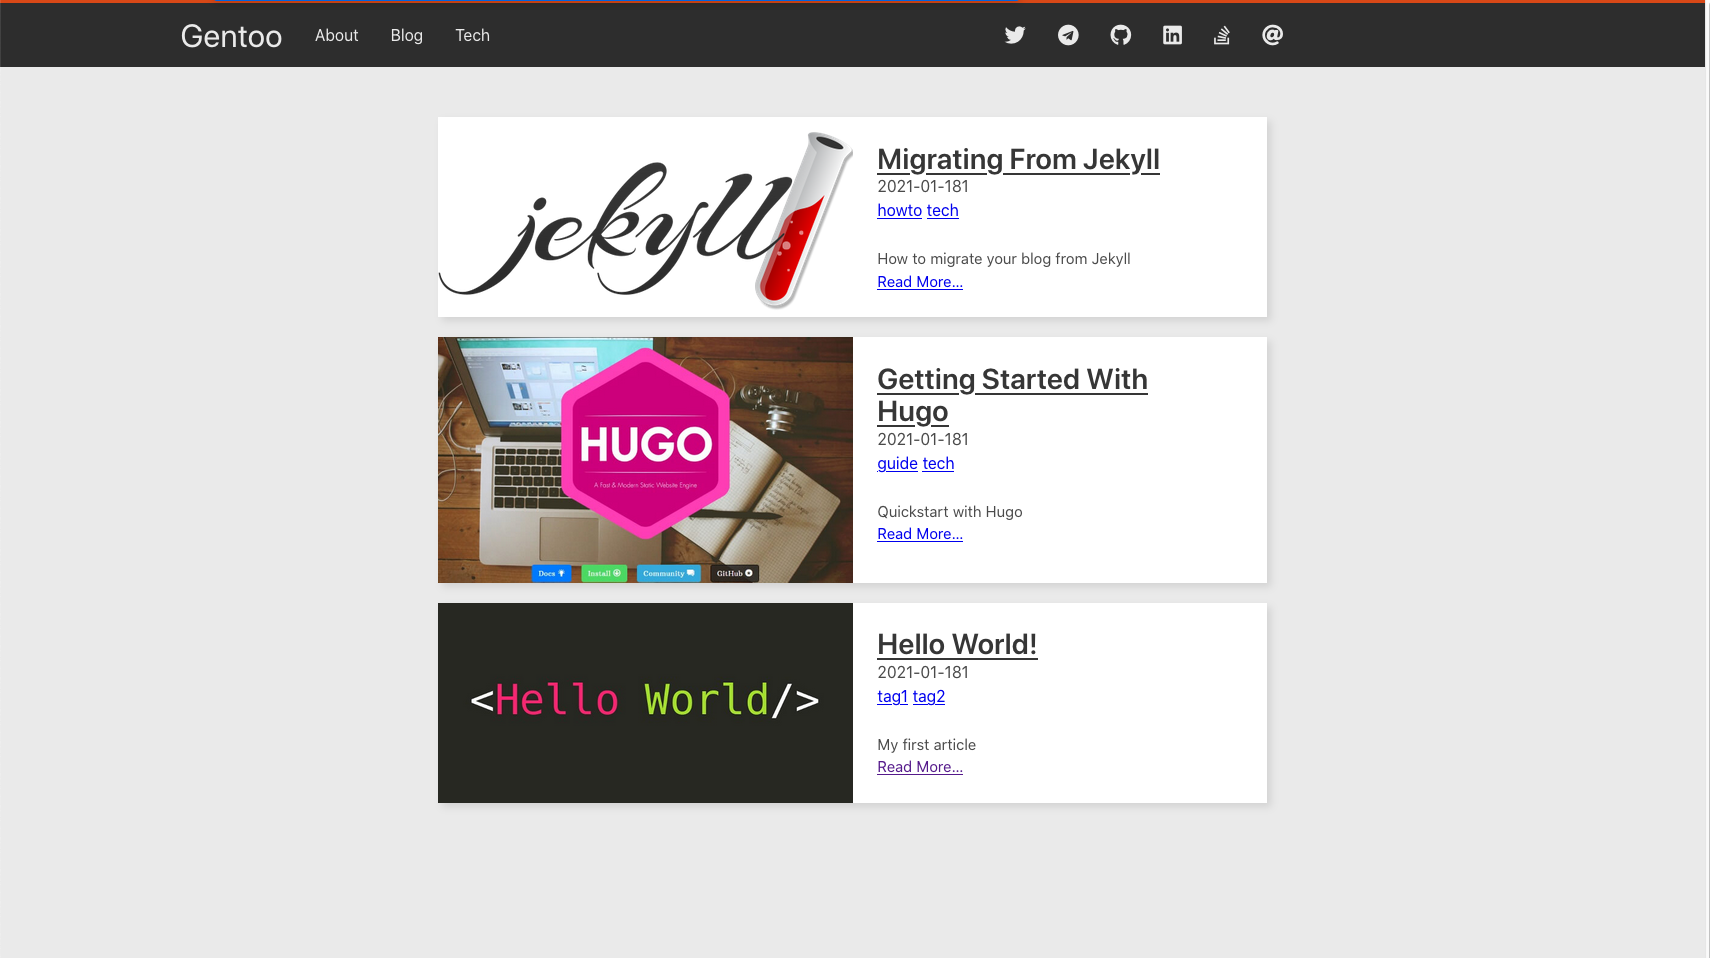 Gentoo About Blog Tech
jekyll
Migrating From Jekyll
2021-01-181
howto tech
How to migrate your blog from Jekyll
Read More...
HUGO
A Fast & Modern Static Website Engine
Docs Install Community GitHub
Getting Started With
Hugo
2021-01-181
guide tech
Quickstart with Hugo
Read More...
<Hello World/>
Hello World!
2021-01-181
tag1 tag2
My first article
Read More...